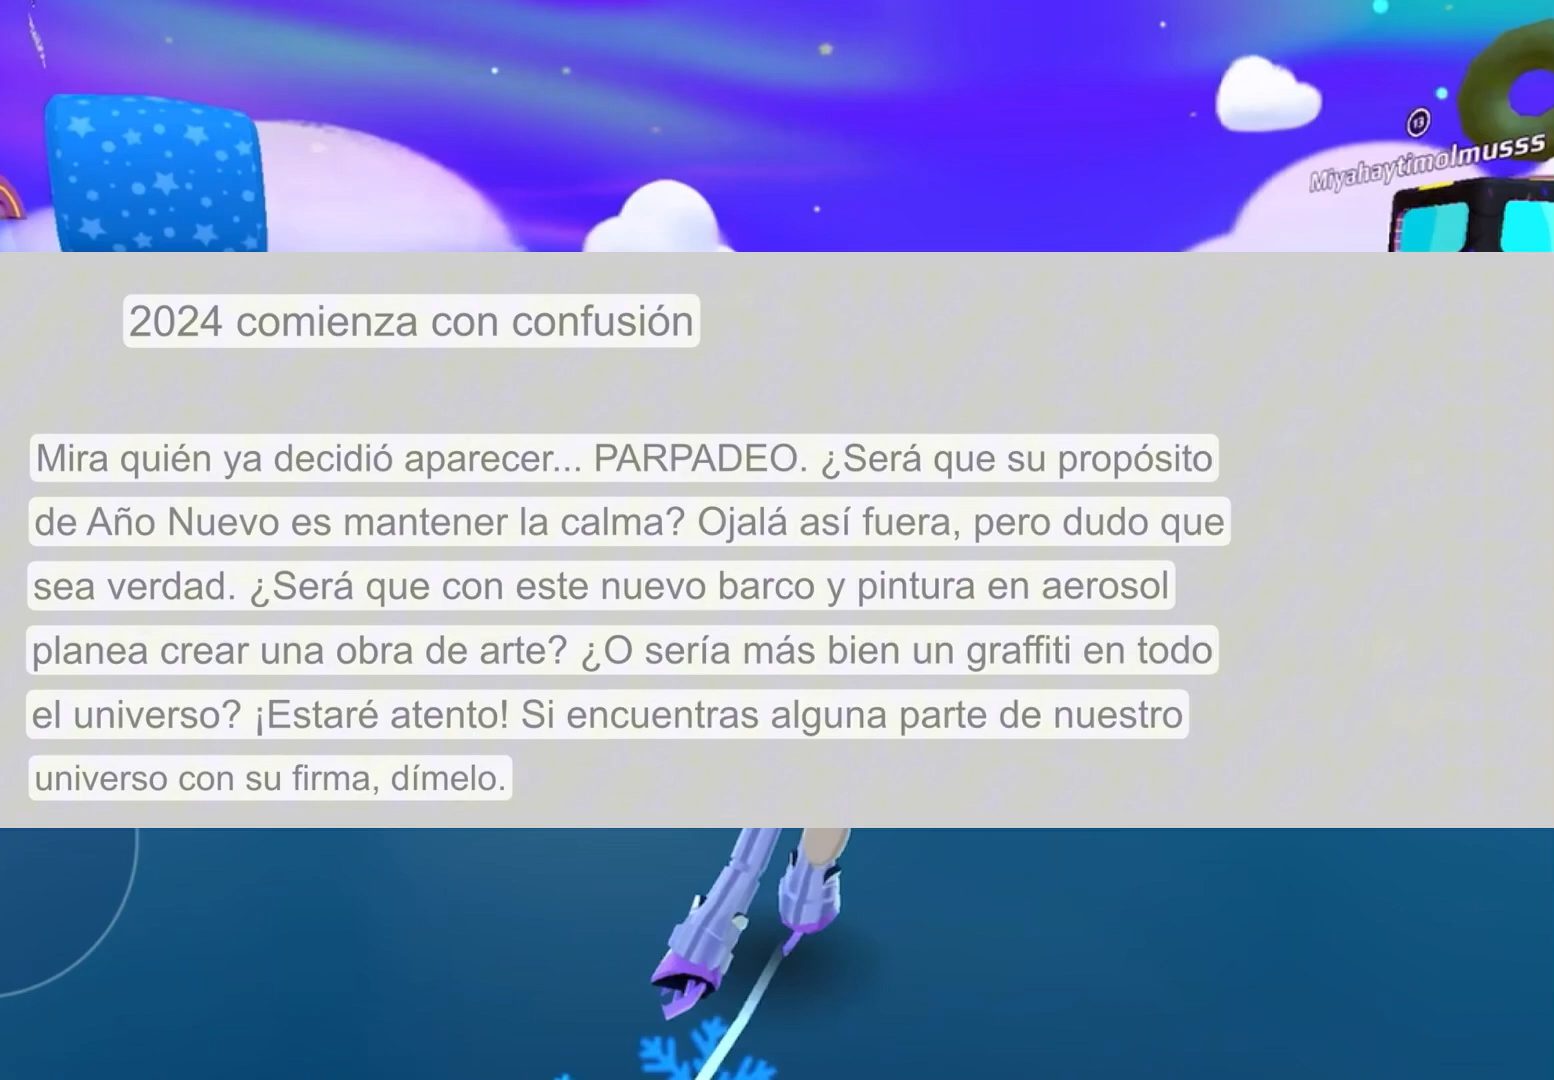 13
Miyahaytimolmusss
2024 comienza con confusión
Mira quién ya decidió aparecer... PARPADEO. ¿Será que su propósito
de Año Nuevo es mantener la calma? Ojalá así fuera, pero dudo que
sea verdad. ¿Será que con este nuevo barco y pintura en aerosol
planea crear una obra de arte? ¿O sería más bien un graffiti en todo
el universo? ¡Estaré atento! Si encuentras alguna parte de nuestro
universo con su firma, dímelo.